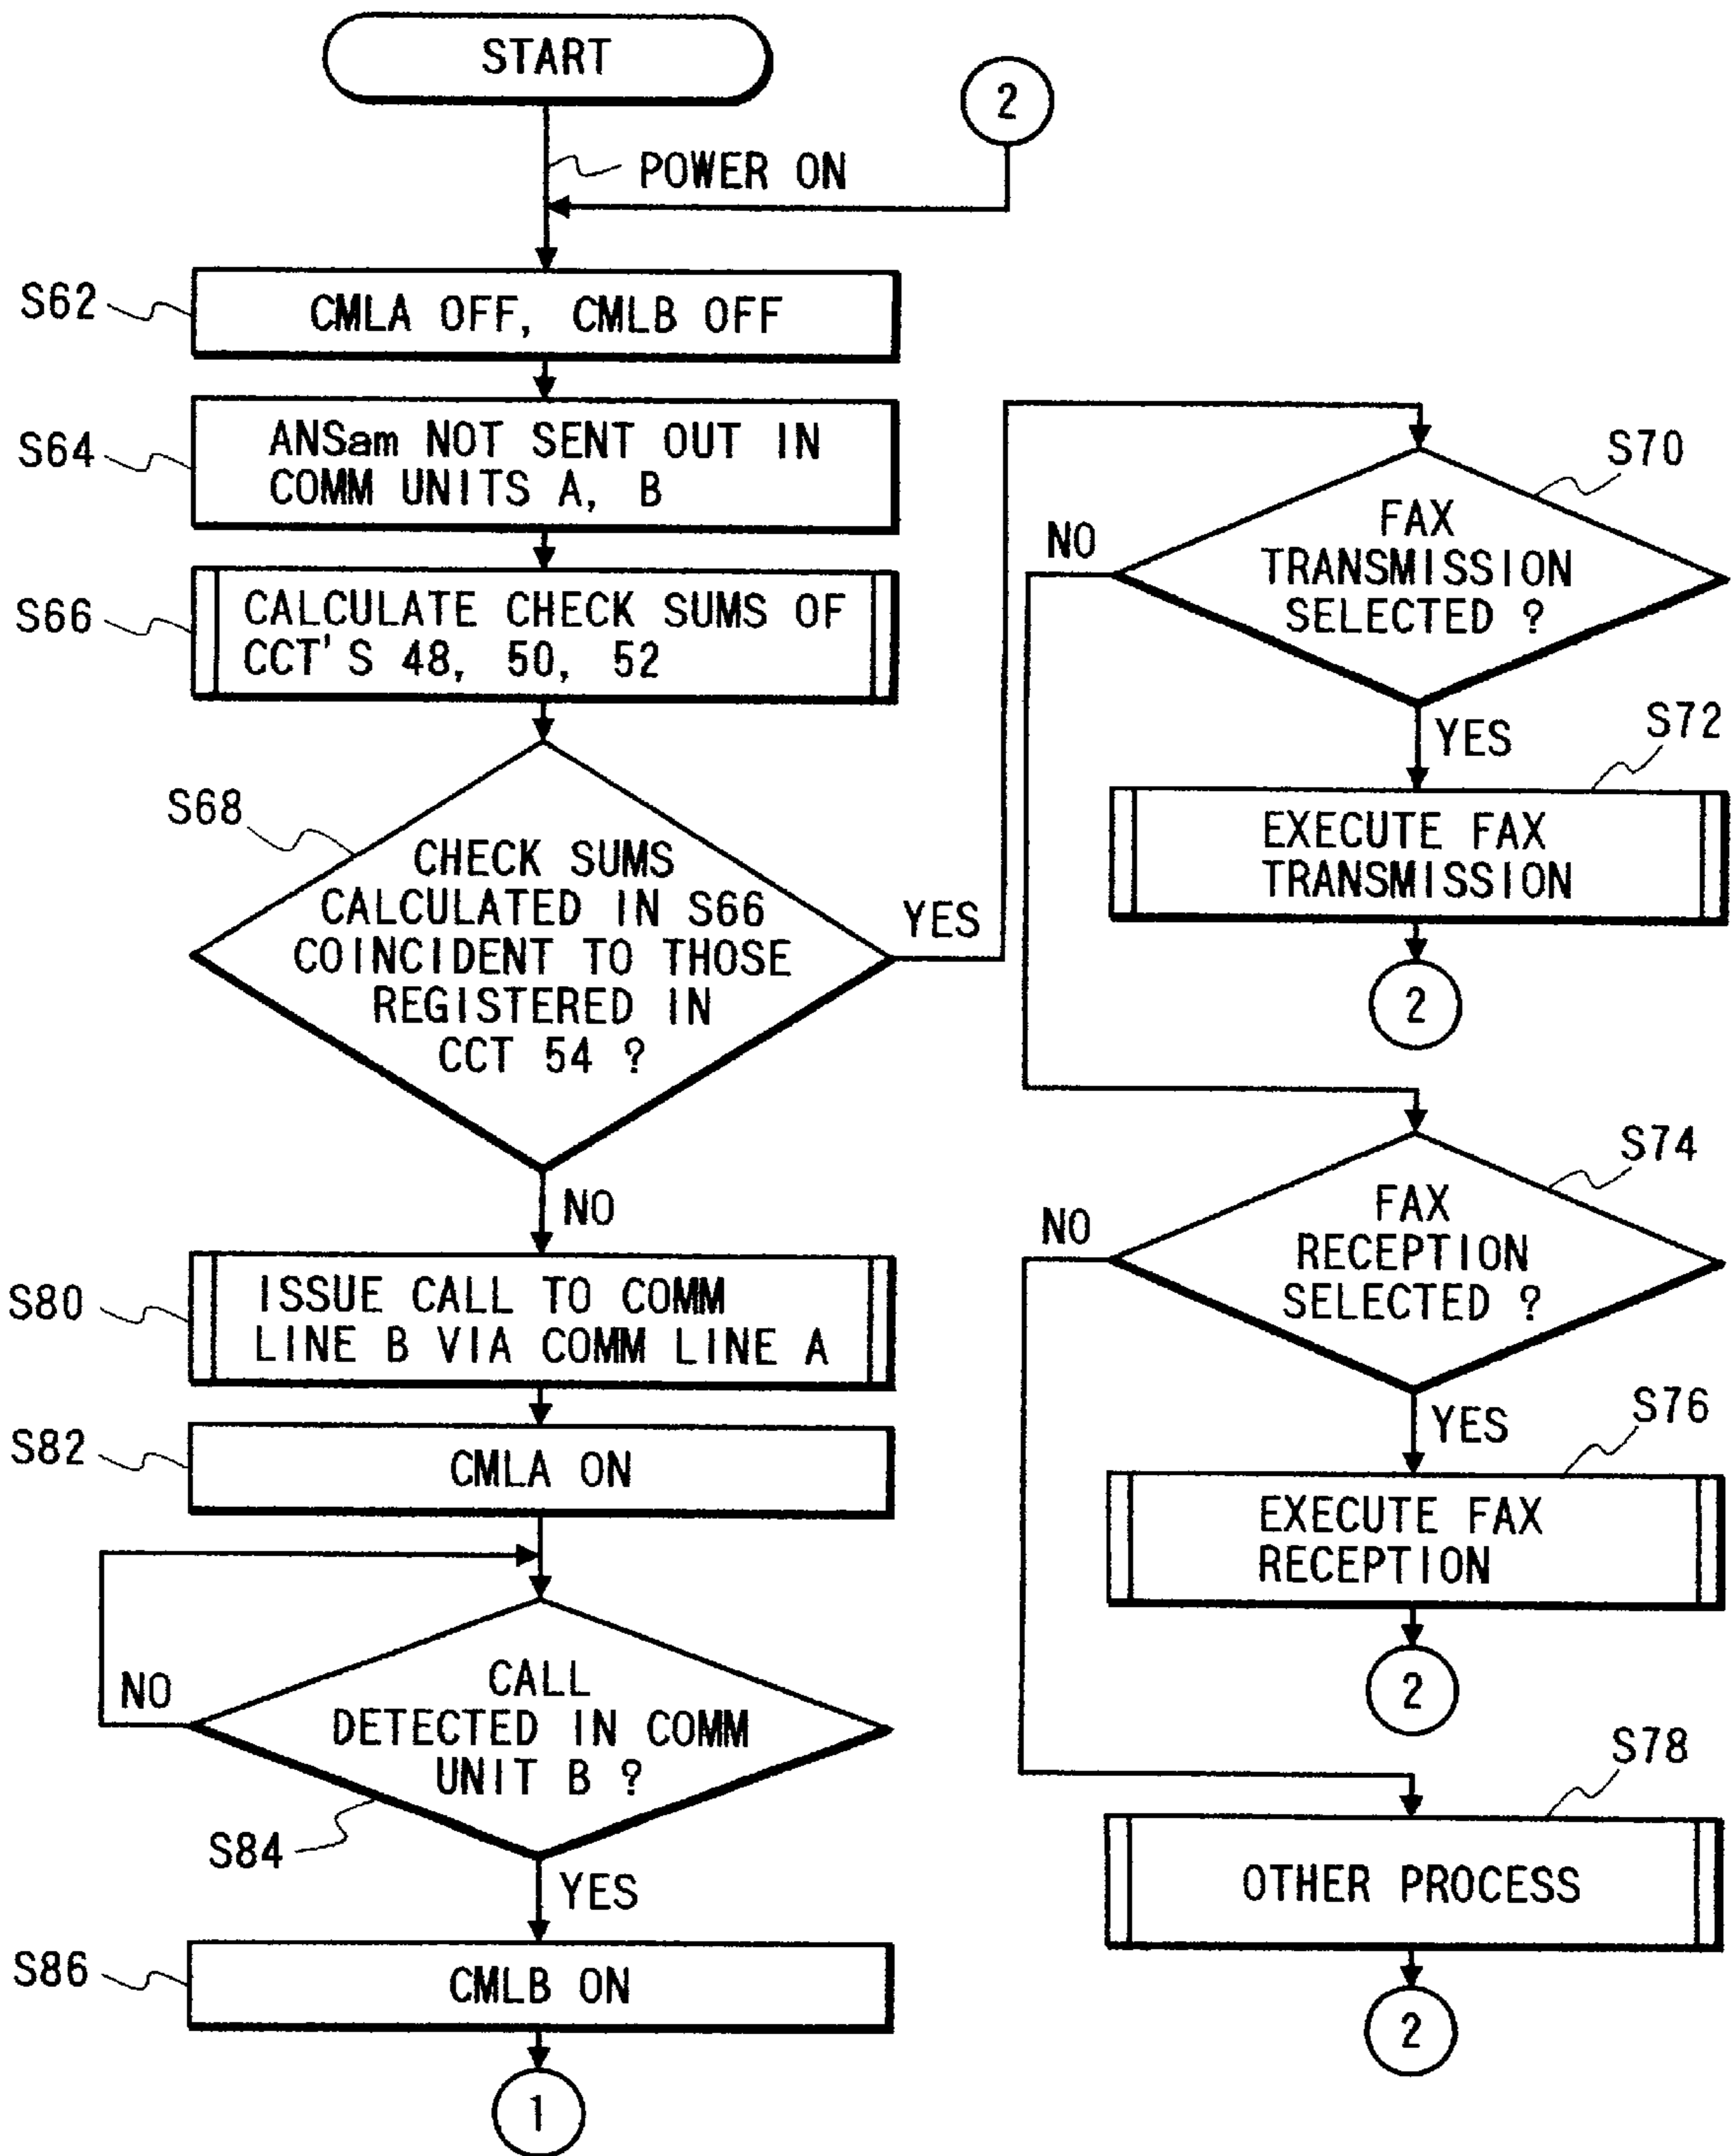 START
2
POWER ON
S62
CMLA OFF, CMLB OFF
S64
ANSam NOT SENT OUT IN
COMM UNITS A, B
S66
CALCULATE CHECK SUMS OF
CCT'S 48, 50, 52
S68
CHECK SUMS
CALCULATED IN S66
COINCIDENT TO THOSE
REGISTERED IN
CCT 54 ?
YES
NO
S80
ISSUE CALL TO COMM
LINE B VIA COMM LINE A
S82
CMLA ON
NO
CALL
DETECTED IN COMM
UNIT B ?
S84
YES
S86
CMLB ON
1
S70
NO
FAX
TRANSMISSION
SELECTED ?
YES
S72
EXECUTE FAX
TRANSMISSION
2
S74
NO
FAX
RECEPTION
SELECTED ?
YES
S76
EXECUTE FAX
RECEPTION
2
S78
OTHER PROCESS
2